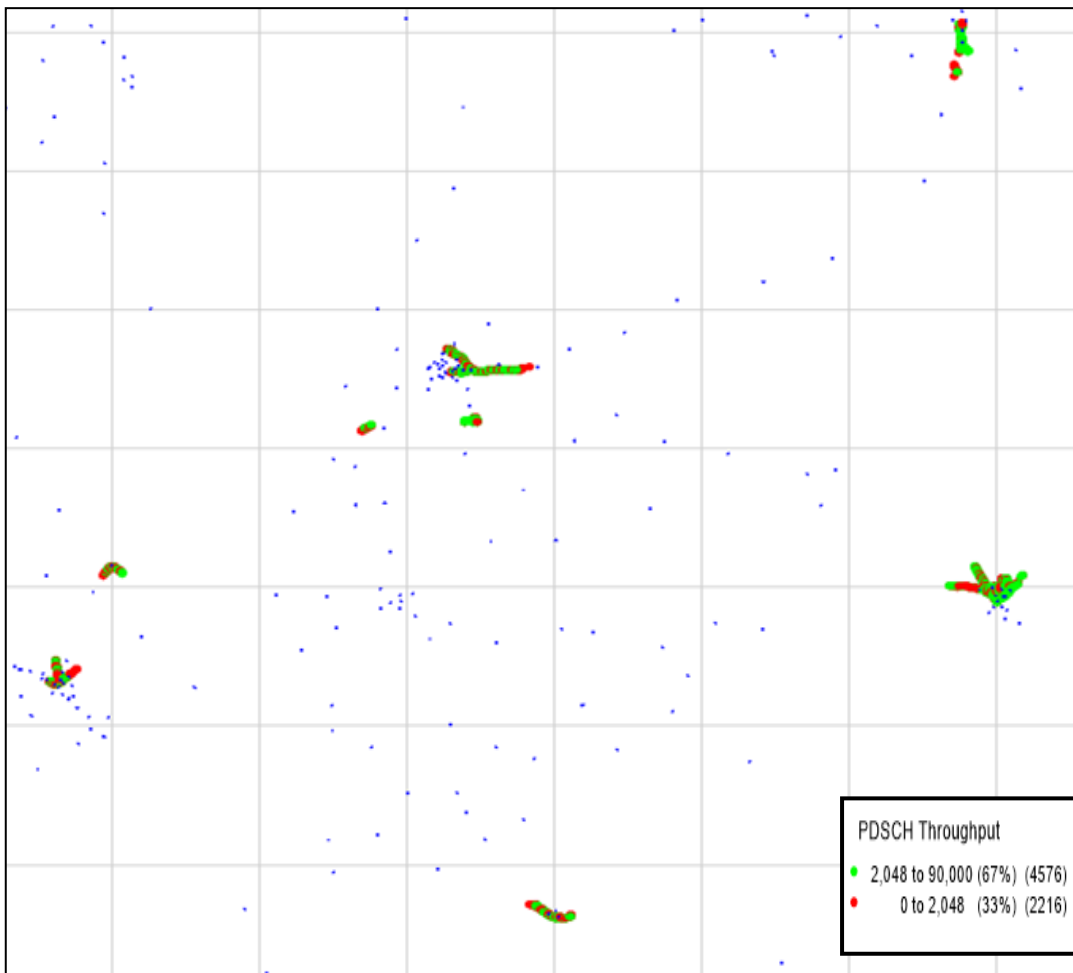 PDSCH Throughput
2,048 to 90,000 (67%) (4576)
0 to 2,048 (33%) (2216)